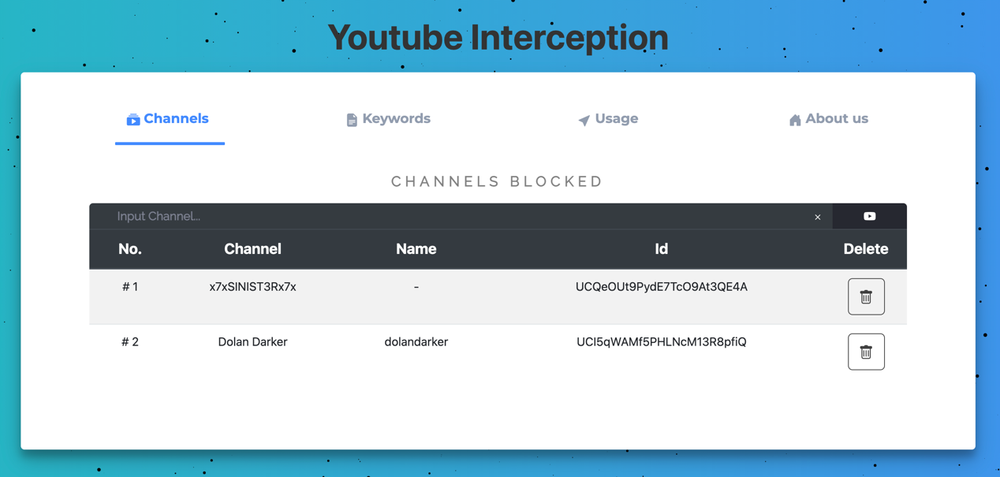 Youtube Interception
Channels Keywords Usage About us
CHANNELS BLOCKED
Input Channel... ×
No. Channel Name Id Delete
# 1 x7xSINIST3Rx7x - UCQeOUt9PydE7TcO9At3QE4A
# 2 Dolan Darker dolandarker UCI5qWAMf5PHLNcM13R8pfiQ